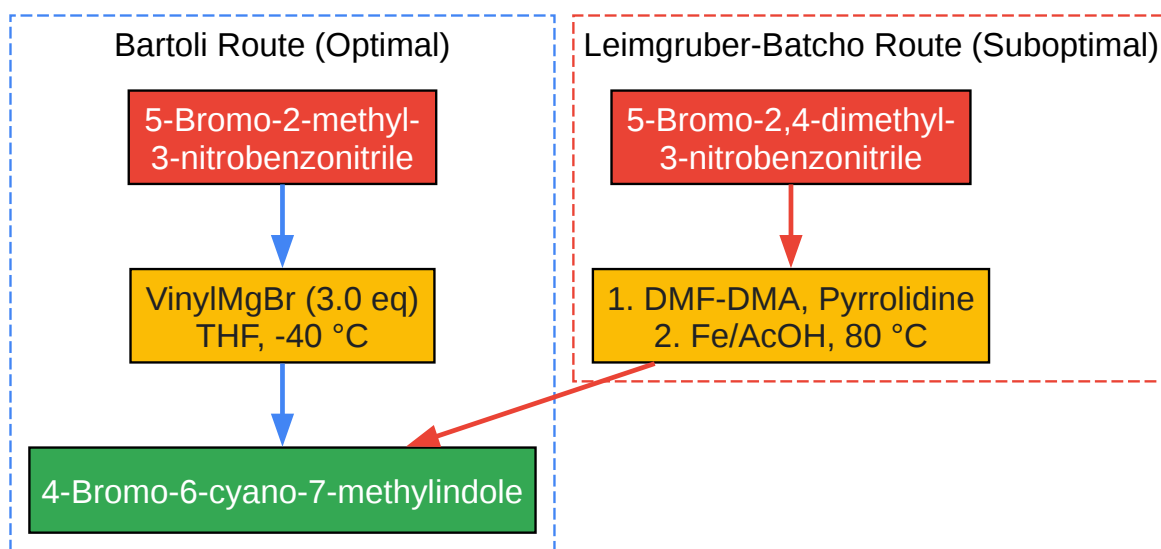 Bartoli Route (Optimal)
5-Bromo-2-methyl-
3-nitrobenzonitrile
VinylMgBr (3.0 eq)
THF, -40 °C
4-Bromo-6-cyano-7-methylindole
Leimgruber-Batcho Route (Suboptimal)
5-Bromo-2,4-dimethyl-
3-nitrobenzonitrile
1. DMF-DMA, Pyrrolidine
2. Fe/AcOH, 80 °C